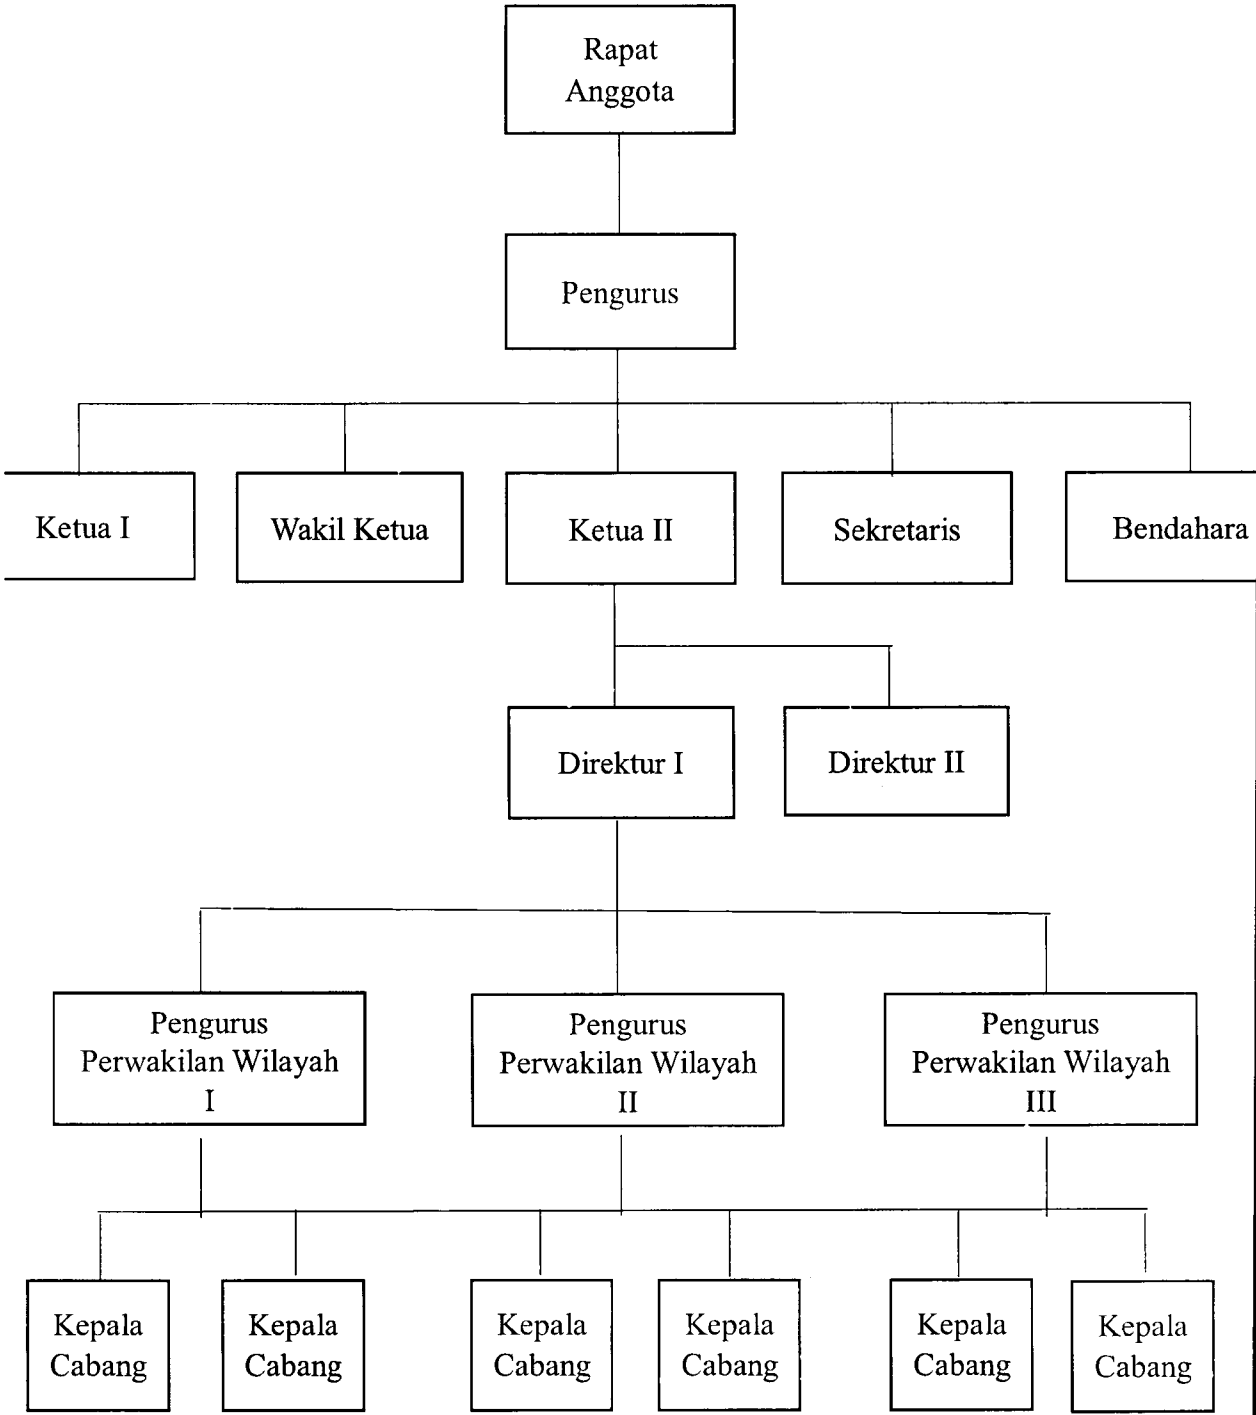 Rapat
Anggota
Pengurus
Ketua I
Wakil Ketua
Ketua II
Sekretaris
Bendahara
Direktur I
Direktur II
Pengurus
Perwakilan Wilayah
I
Pengurus
Perwakilan Wilayah
II
Pengurus
Perwakilan Wilayah
III
Kepala
Cabang
Kepala
Cabang
Kepala
Cabang
Kepala
Cabang
Kepala
Cabang
Kepala
Cabang